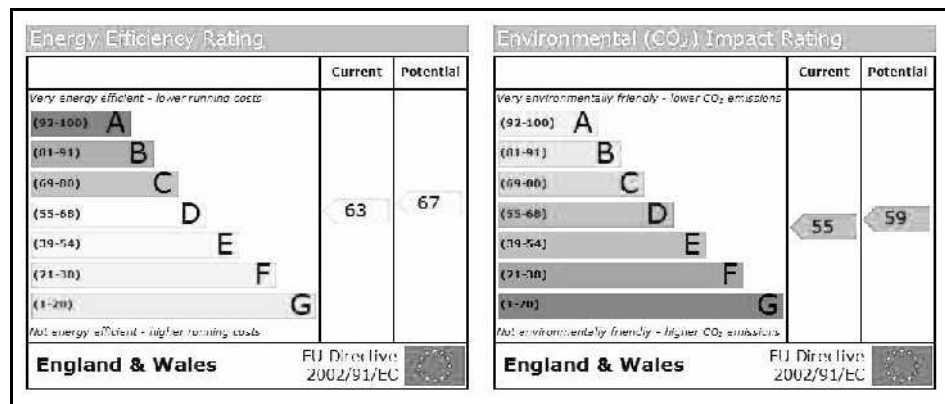 Energy Efficiency Rating
Current Potential
Very energy efficient - lower running costs
(92-100) A
(81-91) B
(69-80) C
(55-68) D
63
67
(39-54) E
(21-38) F
(1-20) G
Not energy efficient - higher running costs
England & Wales
EU Directive
2002/91/EC
Environmental (CO₂) Impact Rating
Current Potential
Very environmentally friendly - lower CO₂ emissions
(92-100) A
(81-91) B
(69-80) C
(55-68) D
55
59
(39-54) E
(21-38) F
(1-20) G
Not environmentally friendly - higher CO₂ emissions
England & Wales
EU Directive
2002/91/EC